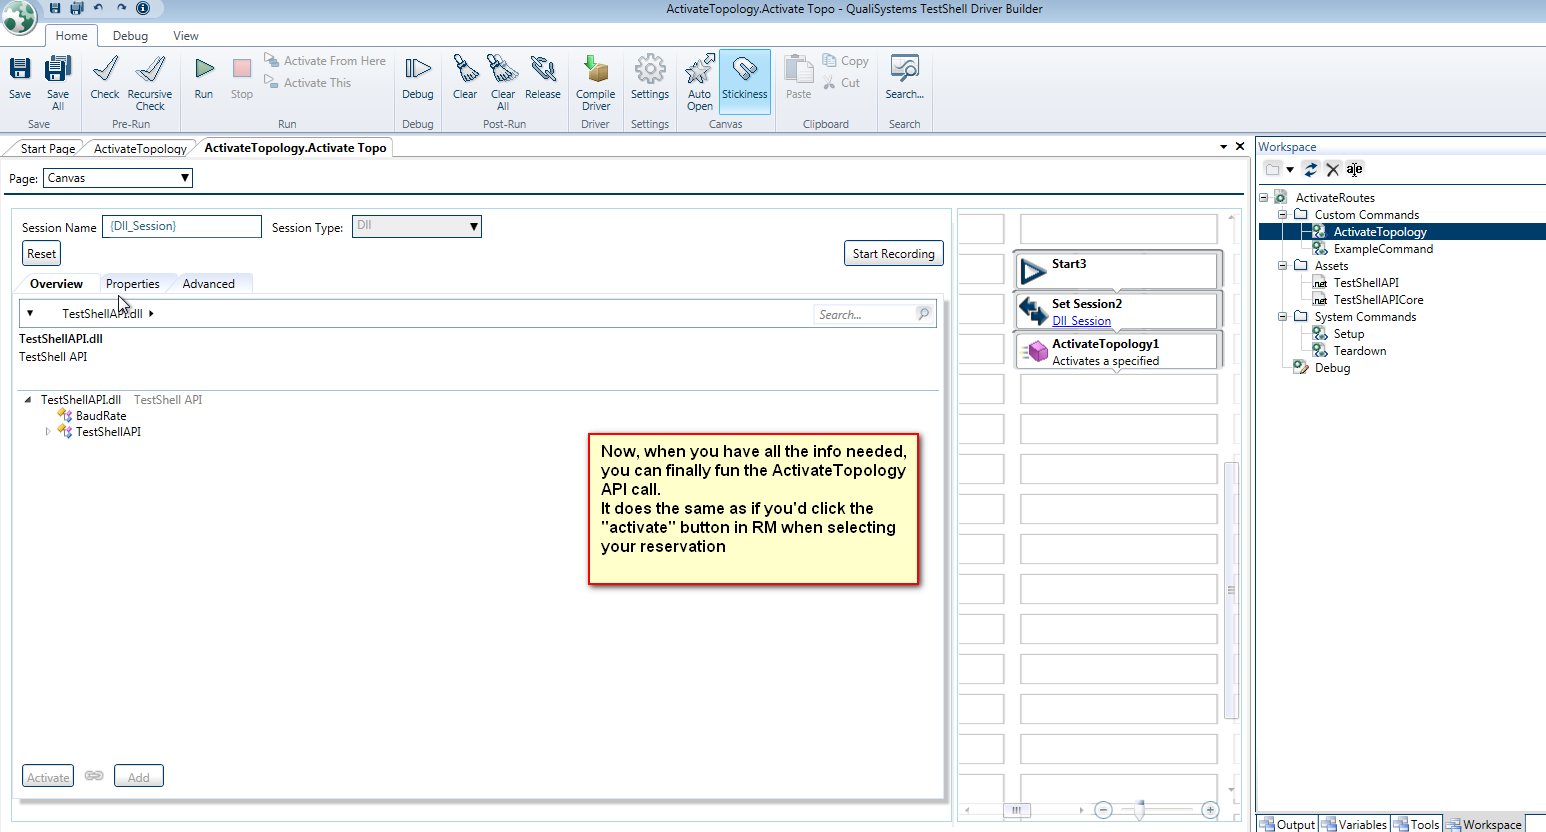 ActivateTopology.Activate Topo - QualiSystems TestShell Driver Builder
Home Debug View
Save Save All Check Recursive Check Run Stop Activate From Here Activate This Debug Clear Clear All Release Compile Driver Settings Auto Open Stickiness Paste Copy Cut Search...
Save Pre-Run Run Debug Post-Run Driver Settings Canvas Clipboard Search
Start Page ActivateTopology ActivateTopology.Activate Topo
Page: Canvas
Session Name {Dll_Session} Session Type: Dll
Reset Start Recording
Overview Properties Advanced
TestShellAPI.dll Search...
TestShellAPI.dll
TestShell API
TestShellAPI.dll TestShell API
BaudRate
TestShellAPI
Now, when you have all the info needed,
you can finally fun the ActivateTopology
API call.
It does the same as if you'd click the
"activate" button in RM when selecting
your reservation
Activate Add
Start3
Set Session2
Dll_Session
ActivateTopology1
Activates a specified
Workspace
ab|e
ActivateRoutes
Custom Commands
ActivateTopology
ExampleCommand
Assets
.net TestShellAPI
.net TestShellAPICore
System Commands
Setup
Teardown
Debug
Output Variables Tools Workspace